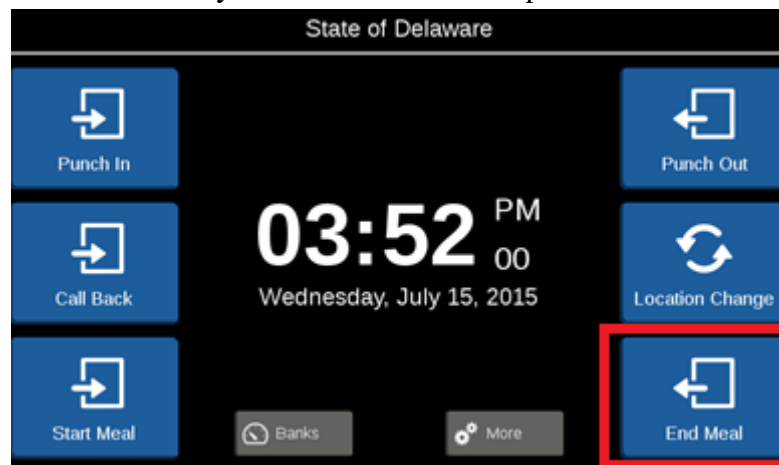 State of Delaware
Punch In
Punch Out
03:52 PM
00
Call Back
Wednesday, July 15, 2015
Location Change
Start Meal
Banks
More
End Meal